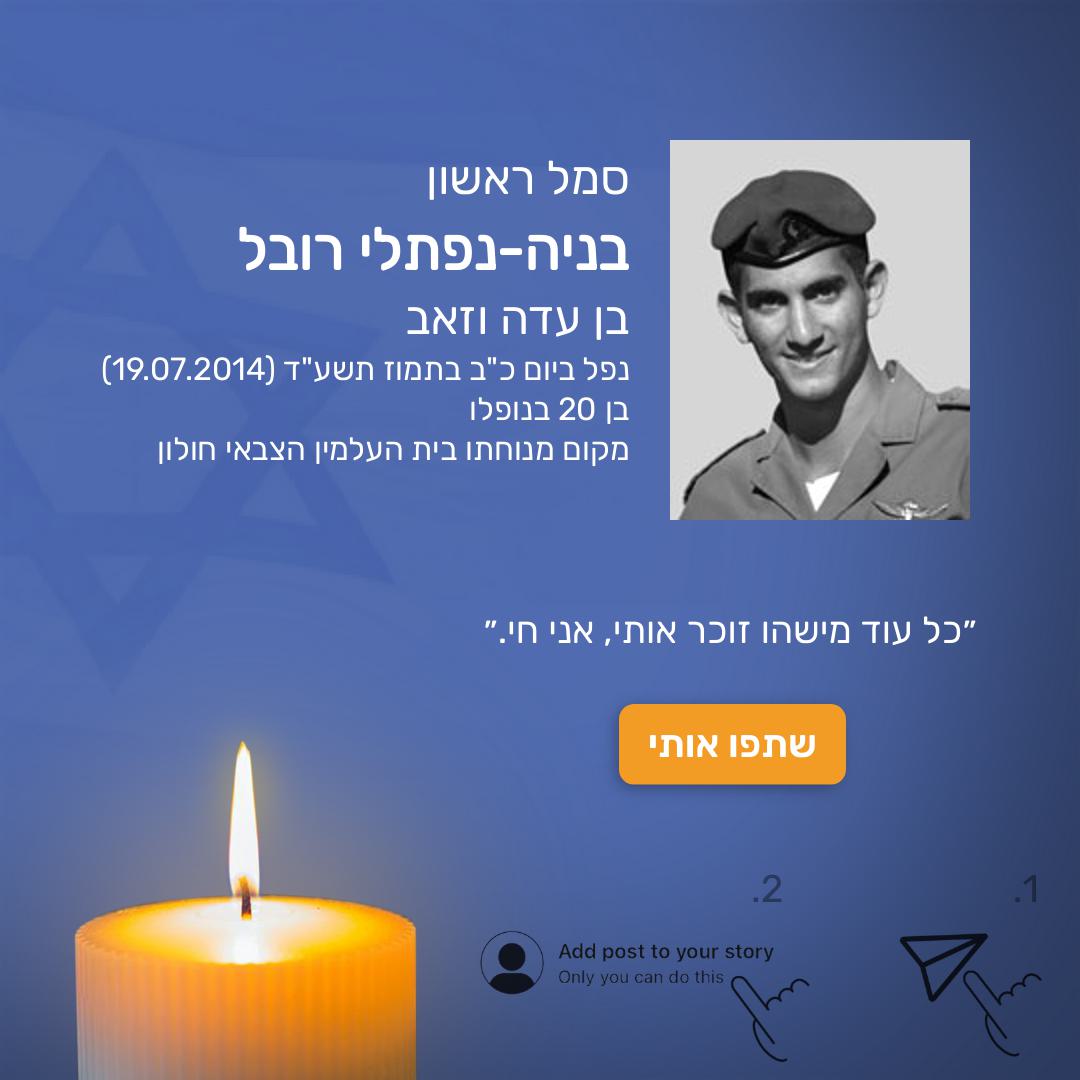 סמל ראשון
בניה-נפתלי רובל
בן עדה וזאב
נפל ביום כ"ב בתמוז תשע"ד (19.07.2014)
בן 20 בנופלו
מקום מנוחתו בית העלמין הצבאי חולון
״כל עוד מישהו זוכר אותי, אני חי.״
שתפו אותי
.1
.2
Add post to your story
Only you can do this